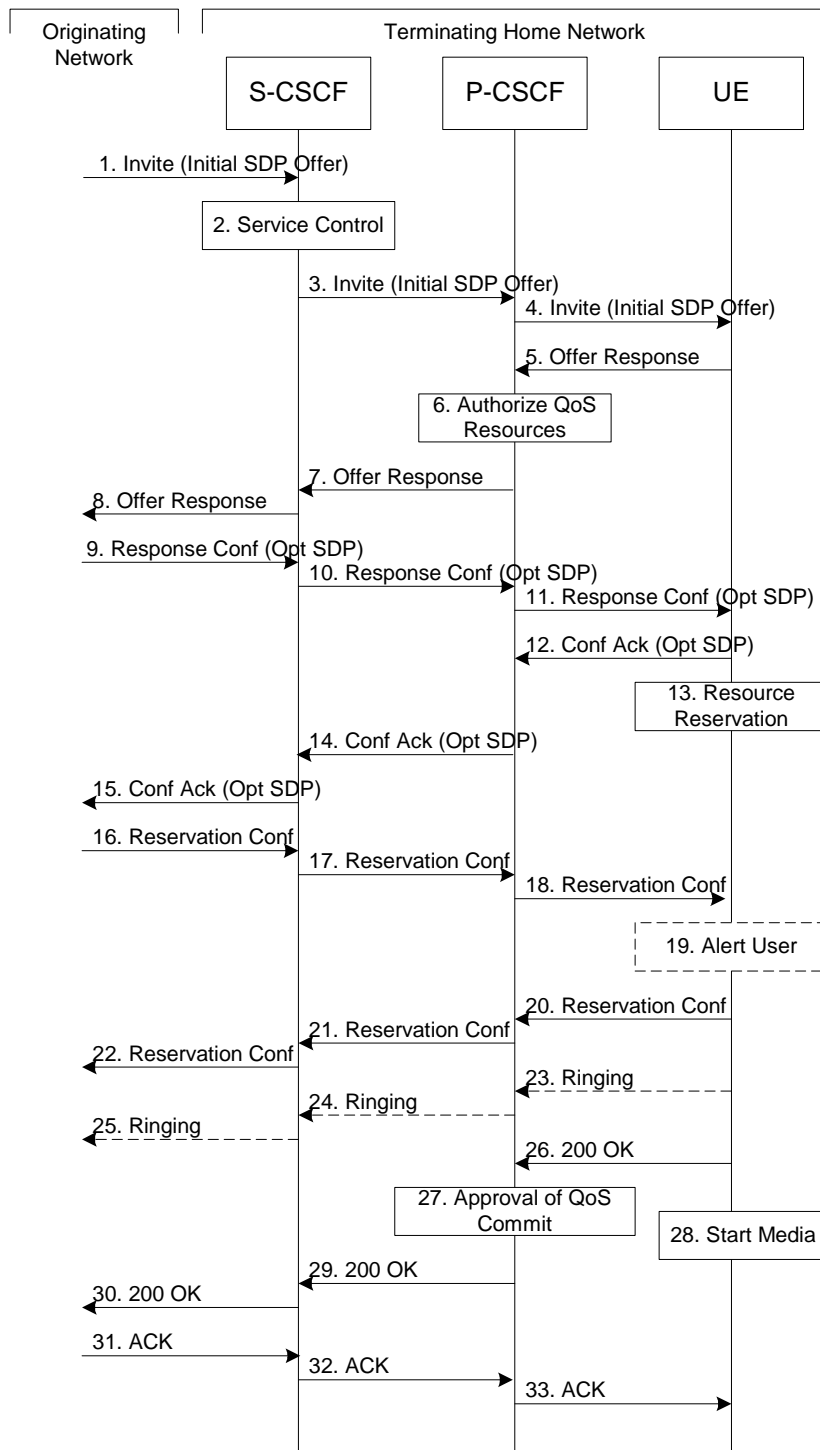 Originating
Network
Terminating Home Network
S-CSCF
P-CSCF
UE
1. Invite (Initial SDP Offer)
2. Service Control
3. Invite (Initial SDP Offer)
4. Invite (Initial SDP Offer)
5. Offer Response
6. Authorize QoS
Resources
7. Offer Response
8. Offer Response
9. Response Conf (Opt SDP)
10. Response Conf (Opt SDP)
11. Response Conf (Opt SDP)
12. Conf Ack (Opt SDP)
13. Resource
Reservation
14. Conf Ack (Opt SDP)
15. Conf Ack (Opt SDP)
16. Reservation Conf
17. Reservation Conf
18. Reservation Conf
19. Alert User
20. Reservation Conf
21. Reservation Conf
22. Reservation Conf
23. Ringing
24. Ringing
25. Ringing
26. 200 OK
27. Approval of QoS
Commit
28. Start Media
29. 200 OK
30. 200 OK
31. ACK
32. ACK
33. ACK